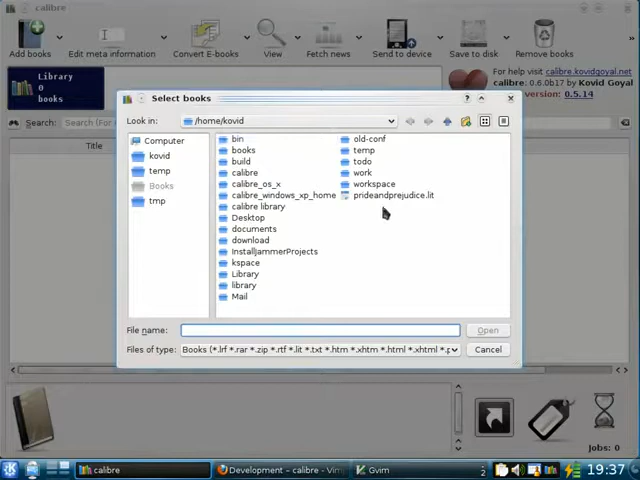 calibre
Add books
Edit meta information
Convert E-books
View
Fetch news
Send to device
Save to disk
Remove books
»
Library
0
books
For help visit calibre.kovidgoyal.net
calibre: 0.6.0b17 by Kovid Goyal
version: 0.5.14
Search: (For
Title
Select books
?
Look in: /home/kovid
Computer
kovid
temp
Books
tmp
bin
books
build
calibre
calibre_os_x
calibre_windows_xp_home
calibre library
Desktop
documents
download
InstallJammerProjects
kspace
Library
library
Mail
old-conf
temp
todo
work
workspace
prideandprejudice.lit
File name:
Open
Files of type: Books (*.lrf *.rar *.zip *.rtf *.lit *.txt *.htm *.xhtm *.html *.xhtml *.p
Cancel
Jobs: 0
calibre
Development – calibre – Vim
Gvim
2
19:37